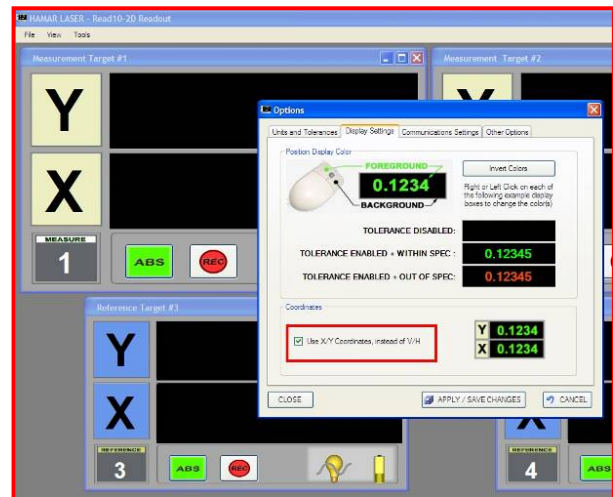 HAMAR LASER - Read10-2D Readout
File View Tools
Measurement Target #1
Measurement Target #2
Y
X
MEASURE
1
ABS
REC
Options
Units and Tolerances
Display Settings
Communications Settings
Other Options
Position Display Color
FOREGROUND
0.1234
BACKGROUND
Invert Colors
Right or Left Click on each of
the following example display
boxes to change the color(s)
TOLERANCE DISABLED:
TOLERANCE ENABLED + WITHIN SPEC :
0.12345
TOLERANCE ENABLED + OUT OF SPEC:
0.12345
Coordinates
Use X/Y Coordinates, instead of V/H
Y 0.1234
X 0.1234
CLOSE
APPLY / SAVE CHANGES
CANCEL
Reference Target #3
Y
X
REFERENCE
3
ABS
REC
X
REFERENCE
4
ABS